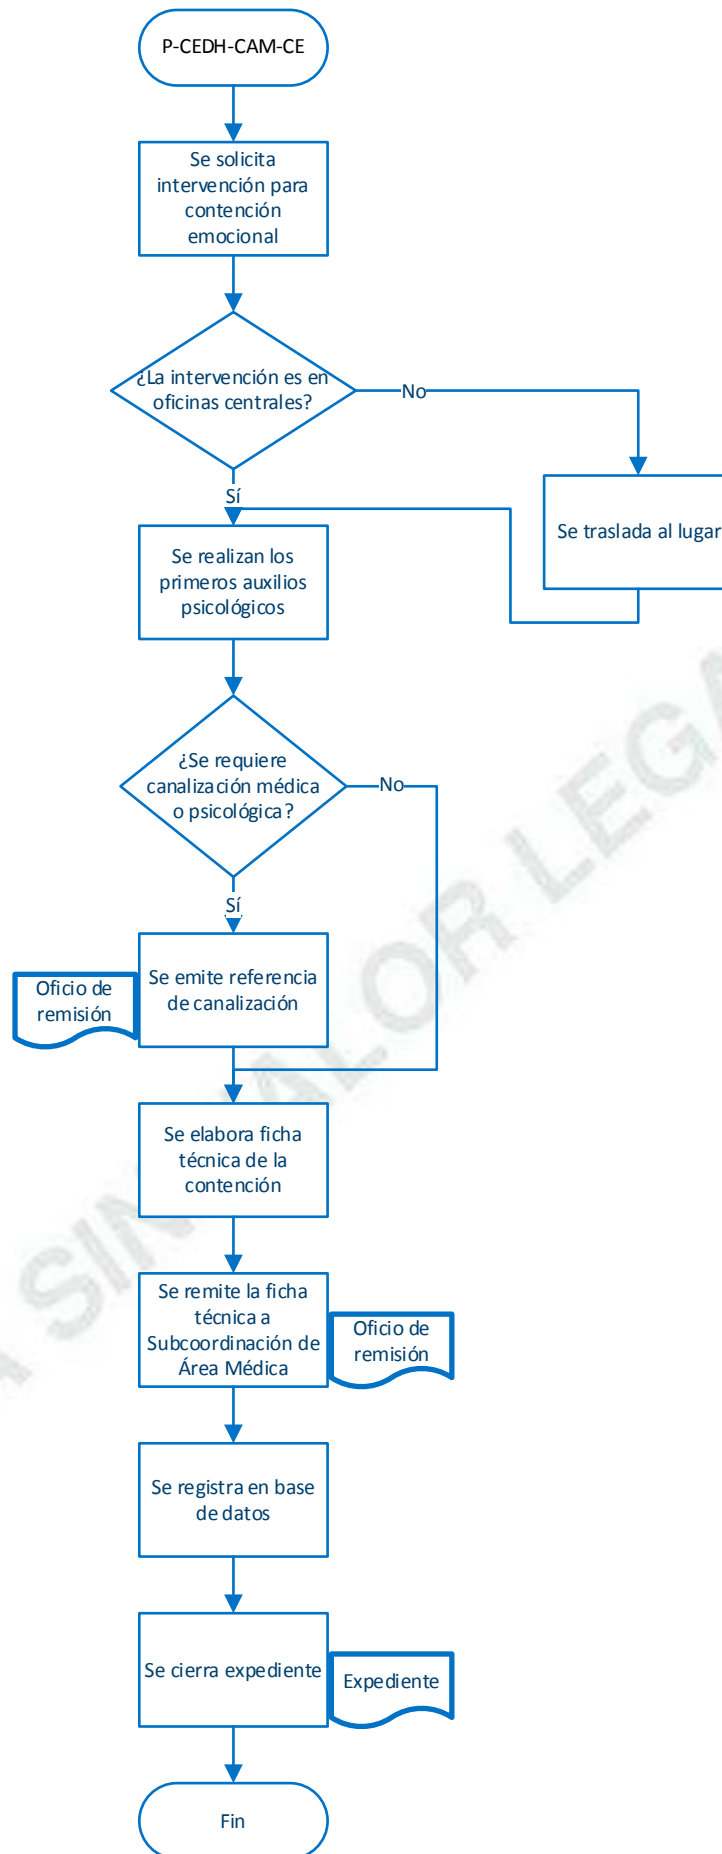 P-CEDH-CAM-CE
Se solicita
intervención para
contención
emocional
¿La intervención es en
oficinas centrales?
No
Sí
Se traslada al lugar
Se realizan los
primeros auxilios
psicológicos
¿Se requiere
canalización médica
o psicológica?
No
Sí
Oficio de
remisión
Se emite referencia
de canalización
Se elabora ficha
técnica de la
contención
Se remite la ficha
técnica a
Subcoordinación de
Área Médica
Oficio de
remisión
Se registra en base
de datos
Se cierra expediente
Expediente
Fin
A SIN VALOR LEGA